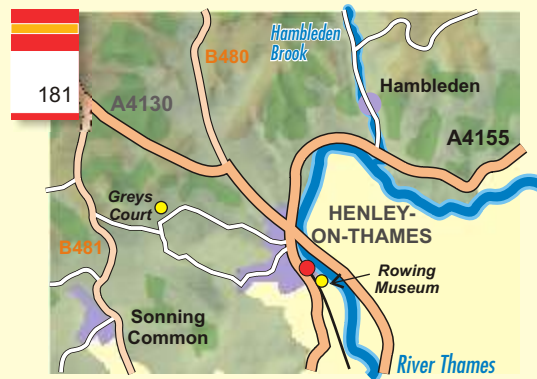 Hambleden
Brook
B480
181
Hambleden
A4130
A4155
Greys
Court
HENLEY-
ON-THAMES
B481
Rowing
Museum
Sonning
Common
River Thames